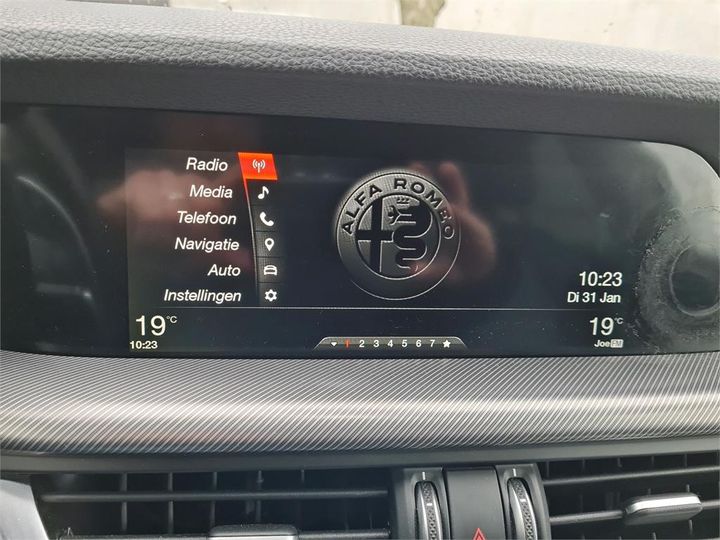 Radio
Media
Telefoon
Navigatie
Auto
Instellingen
ALFA ROMEO
10:23
Di 31 Jan
19°C
10:23
1 2 3 4 5 6 7
19°C
Joe FM